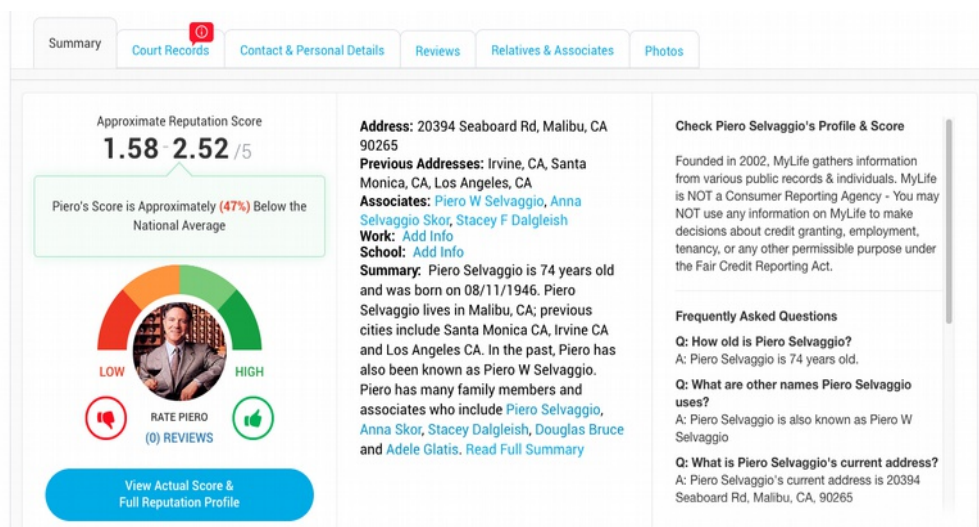 Summary
Court Records
Contact & Personal Details
Reviews
Relatives & Associates
Photos
Approximate Reputation Score
1.58-2.52 /5
Piero's Score is Approximately (47%) Below the
National Average
LOW
HIGH
RATE PIERO
(0) REVIEWS
View Actual Score &
Full Reputation Profile
Address: 20394 Seaboard Rd, Malibu, CA
90265
Previous Addresses: Irvine, CA, Santa
Monica, CA, Los Angeles, CA
Associates: Piero W Selvaggio, Anna
Selvaggio Skor, Stacey F Dalgleish
Work: Add Info
School: Add Info
Summary: Piero Selvaggio is 74 years old
and was born on 08/11/1946. Piero
Selvaggio lives in Malibu, CA; previous
cities include Santa Monica CA, Irvine CA
and Los Angeles CA. In the past, Piero has
also been known as Piero W Selvaggio.
Piero has many family members and
associates who include Piero Selvaggio,
Anna Skor, Stacey Dalgleish, Douglas Bruce
and Adele Glatis. Read Full Summary
Check Piero Selvaggio's Profile & Score
Founded in 2002, MyLife gathers information
from various public records & individuals. MyLife
is NOT a Consumer Reporting Agency - You may
NOT use any information on MyLife to make
decisions about credit granting, employment,
tenancy, or any other permissible purpose under
the Fair Credit Reporting Act.
Frequently Asked Questions
Q: How old is Piero Selvaggio?
A: Piero Selvaggio is 74 years old.
Q: What are other names Piero Selvaggio
uses?
A: Piero Selvaggio is also known as Piero W
Selvaggio
Q: What is Piero Selvaggio's current address?
A: Piero Selvaggio's current address is 20394
Seaboard Rd, Malibu, CA, 90265